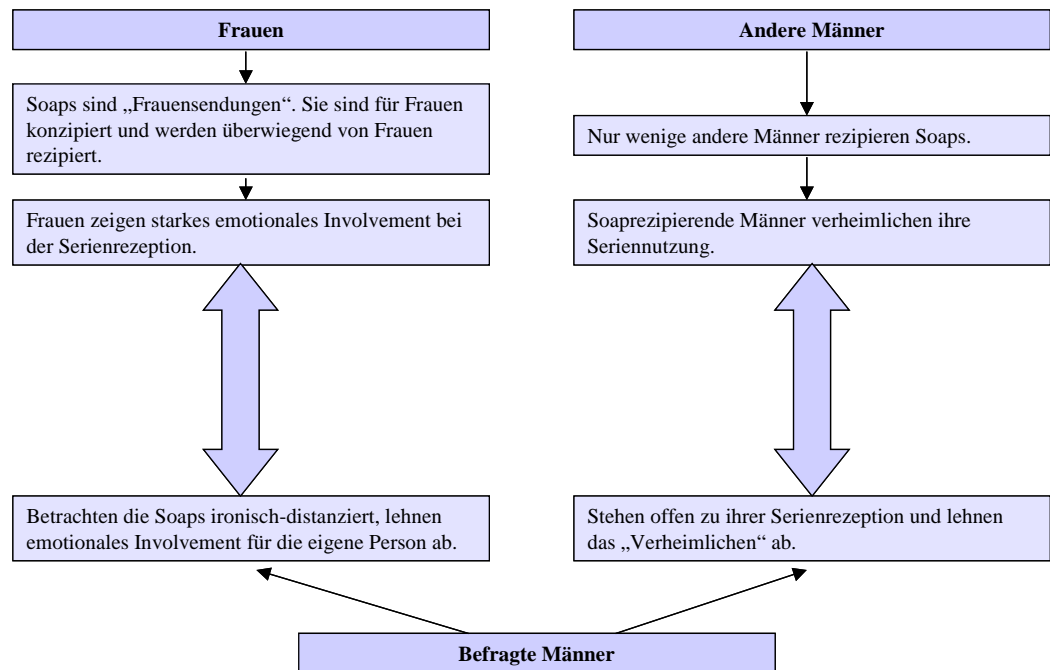 Frauen
Soaps sind „Frauensendungen“. Sie sind für Frauen
konzipiert und werden überwiegend von Frauen
rezipiert.
Frauen zeigen starkes emotionales Involvement bei
der Serienrezeption.
Betrachten die Soaps ironisch-distanziert, lehnen
emotionales Involvement für die eigene Person ab.
Andere Männer
Nur wenige andere Männer rezipieren Soaps.
Soaprezipierende Männer verheimlichen ihre
Seriennutzung.
Stehen offen zu ihrer Serienrezeption und lehnen
das „Verheimlichen“ ab.
Befragte Männer